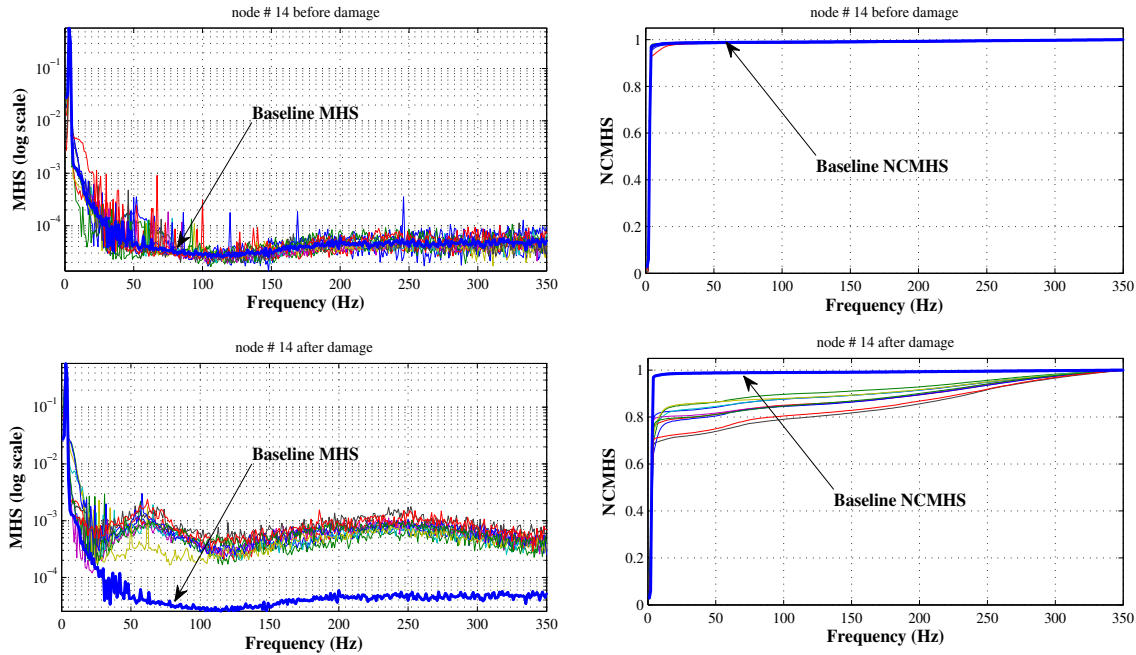 node # 14 before damage
MHS (log scale)
10⁻¹
10⁻²
10⁻³
10⁻⁴
Baseline MHS
0 50 100 150 200 250 300 350
Frequency (Hz)
node # 14 before damage
NCMHS
1
0.8
0.6
0.4
0.2
0
Baseline NCMHS
0 50 100 150 200 250 300 350
Frequency (Hz)
node # 14 after damage
MHS (log scale)
10⁻¹
10⁻²
10⁻³
10⁻⁴
Baseline MHS
0 50 100 150 200 250 300 350
Frequency (Hz)
node # 14 after damage
NCMHS
1
0.8
0.6
0.4
0.2
0
Baseline NCMHS
0 50 100 150 200 250 300 350
Frequency (Hz)